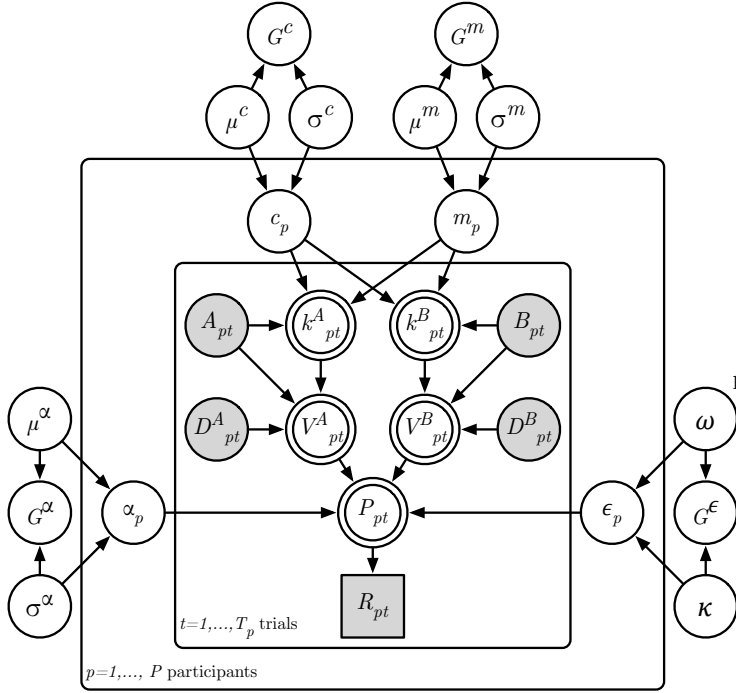 G^c G^m
μ^c σ^c μ^m σ^m
c_p m_p
A_pt k^A_pt k^B_pt B_pt
μ^α D^A_pt V^A_pt V^B_pt D^B_pt ω
G^α α_p P_pt ϵ_p G^ϵ
σ^α R_pt κ
t=1,..., T_p trials
p=1,..., P participants